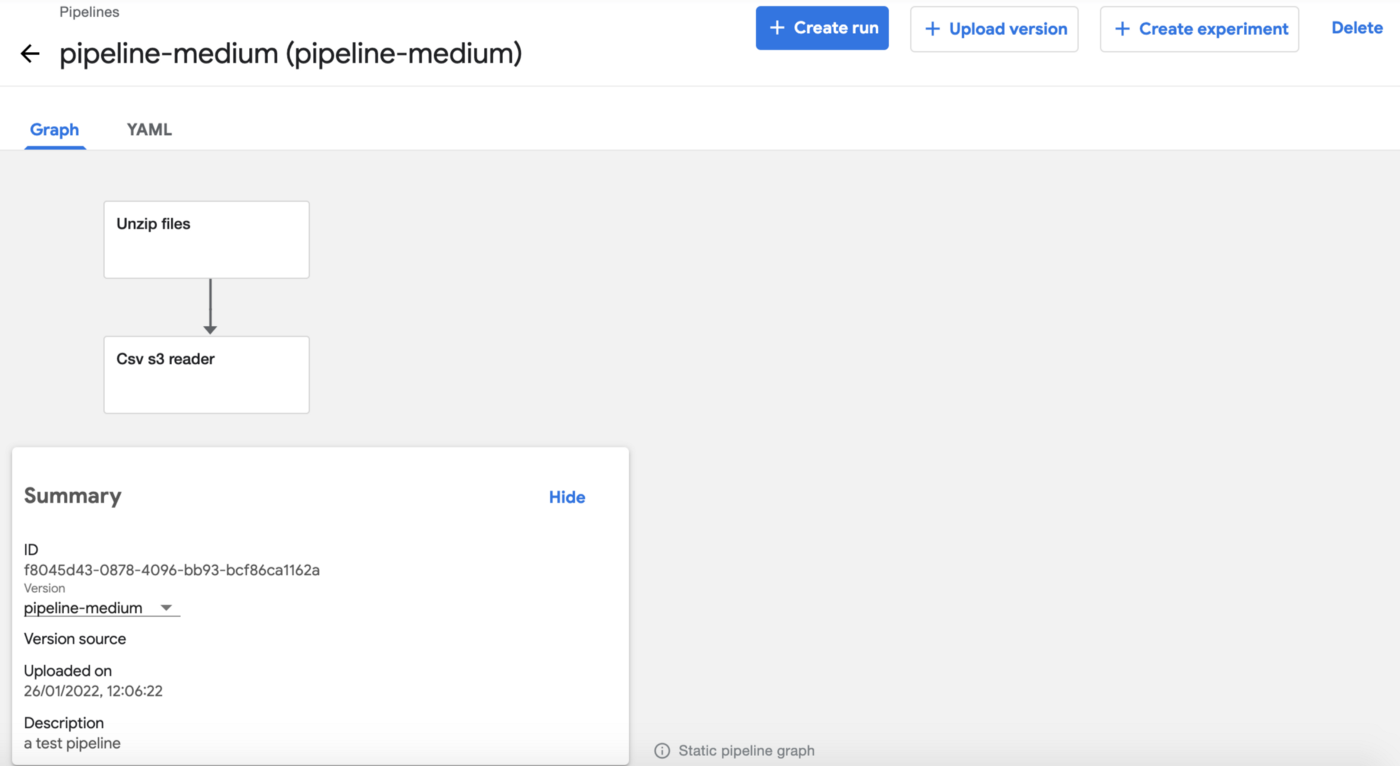 Pipelines
pipeline-medium (pipeline-medium)
+ Create run
+ Upload version
+ Create experiment
Delete
Graph
YAML
Unzip files
Csv s3 reader
Summary
Hide
ID
f8045d43-0878-4096-bb93-bcf86ca1162a
Version
pipeline-medium
Version source
Uploaded on
26/01/2022, 12:06:22
Description
a test pipeline
Static pipeline graph